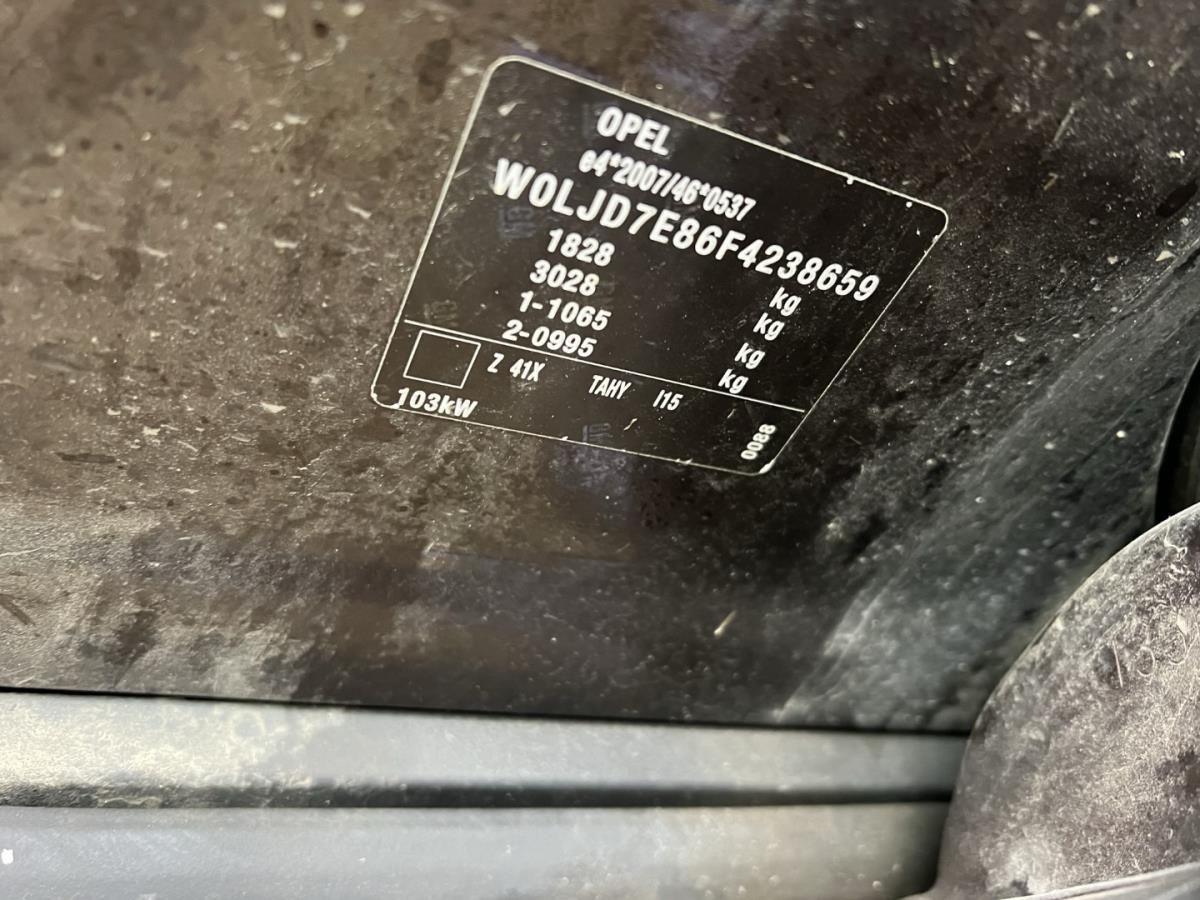 OPEL
e4*2007/46*0537
W0LJD7E86F4238659
1828 kg
3028 kg
1-1065 kg
2-0995 kg
Z 41X TAHY I15
103kW
0088